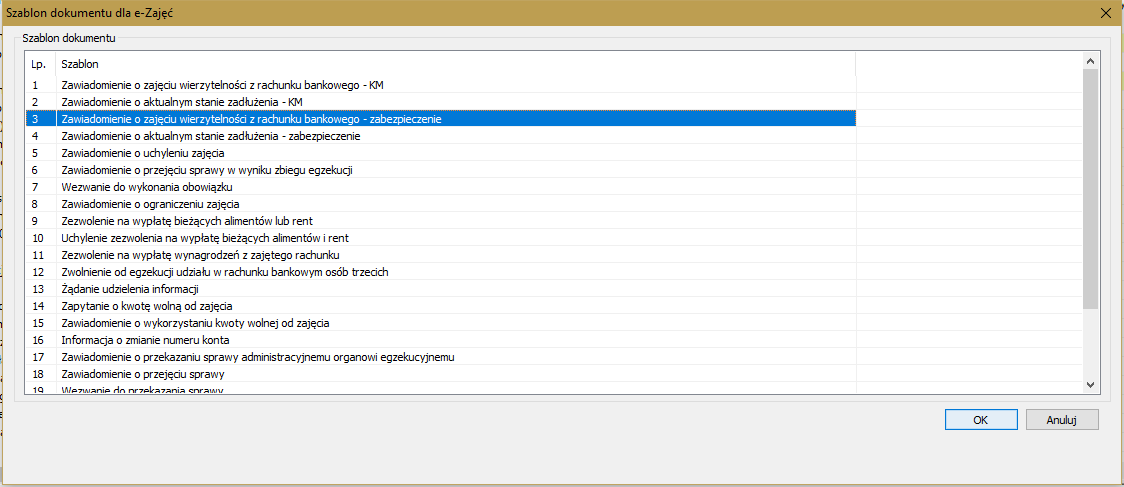 Szablon dokumentu dla e-Zajęć
Szablon dokumentu
Lp. Szablon
1 Zawiadomienie o zajęciu wierzytelności z rachunku bankowego - KM
2 Zawiadomienie o aktualnym stanie zadłużenia - KM
3 Zawiadomienie o zajęciu wierzytelności z rachunku bankowego - zabezpieczenie
4 Zawiadomienie o aktualnym stanie zadłużenia - zabezpieczenie
5 Zawiadomienie o uchyleniu zajęcia
6 Zawiadomienie o przejęciu sprawy w wyniku zbiegu egzekucji
7 Wezwanie do wykonania obowiązku
8 Zawiadomienie o ograniczeniu zajęcia
9 Zezwolenie na wypłatę bieżących alimentów lub rent
10 Uchylenie zezwolenia na wypłatę bieżących alimentów i rent
11 Zezwolenie na wypłatę wynagrodzeń z zajętego rachunku
12 Zwolnienie od egzekucji udziału w rachunku bankowym osób trzecich
13 Żądanie udzielenia informacji
14 Zapytanie o kwotę wolną od zajęcia
15 Zawiadomienie o wykorzystaniu kwoty wolnej od zajęcia
16 Informacja o zmianie numeru konta
17 Zawiadomienie o przekazaniu sprawy administracyjnemu organowi egzekucyjnemu
18 Zawiadomienie o przejęciu sprawy
19 Wezwanie do przekazania sprawy
OK Anuluj